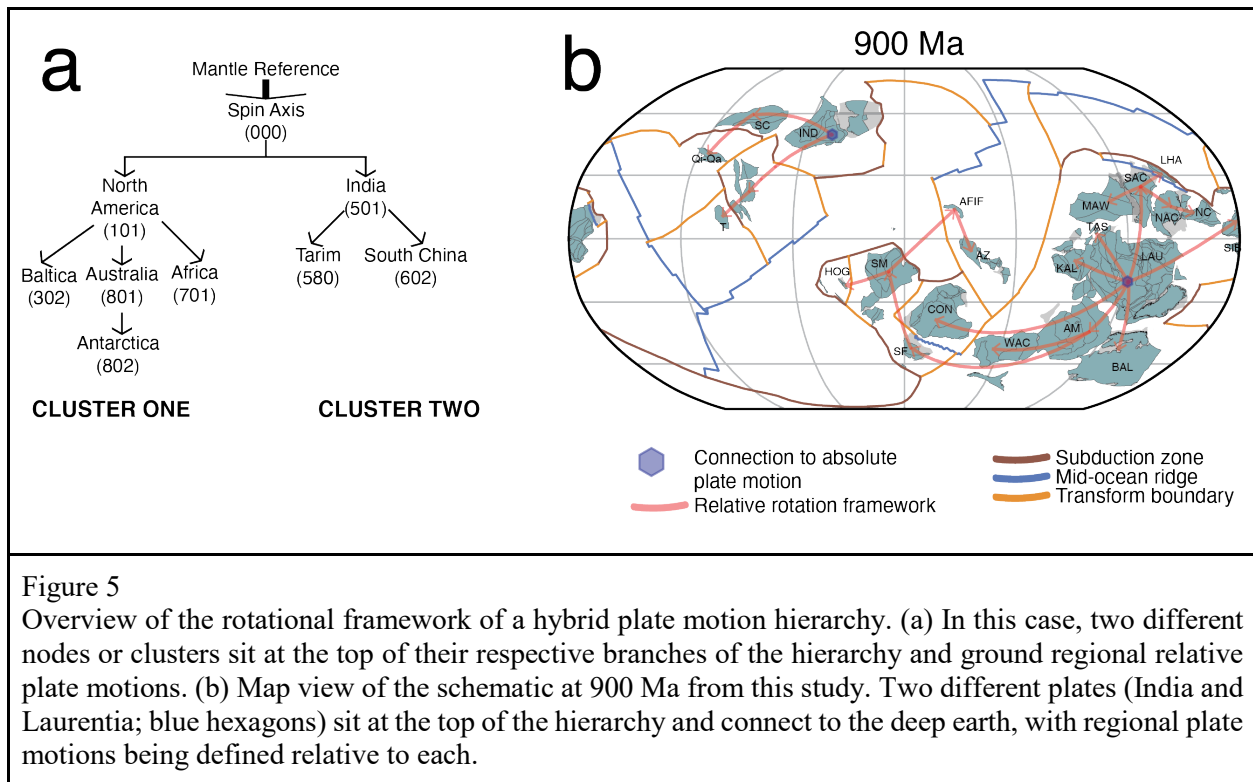 a
Mantle Reference
Spin Axis
(000)
North
America
(101)
India
(501)
Baltica
(302)
Australia
(801)
Africa
(701)
Tarim
(580)
South China
(602)
Antarctica
(802)
CLUSTER ONE
CLUSTER TWO
b
900 Ma
SC
IND
Qi-Qa
T
LHA
SAC
MAW
NAC
NC
TAS
SIB
AFIF
AZ
KAL
LAU
HOG
SM
CON
AM
WAC
SF
BAL
Connection to absolute
plate motion
Relative rotation framework
Subduction zone
Mid-ocean ridge
Transform boundary
Figure 5
Overview of the rotational framework of a hybrid plate motion hierarchy. (a) In this case, two different
nodes or clusters sit at the top of their respective branches of the hierarchy and ground regional relative
plate motions. (b) Map view of the schematic at 900 Ma from this study. Two different plates (India and
Laurentia; blue hexagons) sit at the top of the hierarchy and connect to the deep earth, with regional plate
motions being defined relative to each.